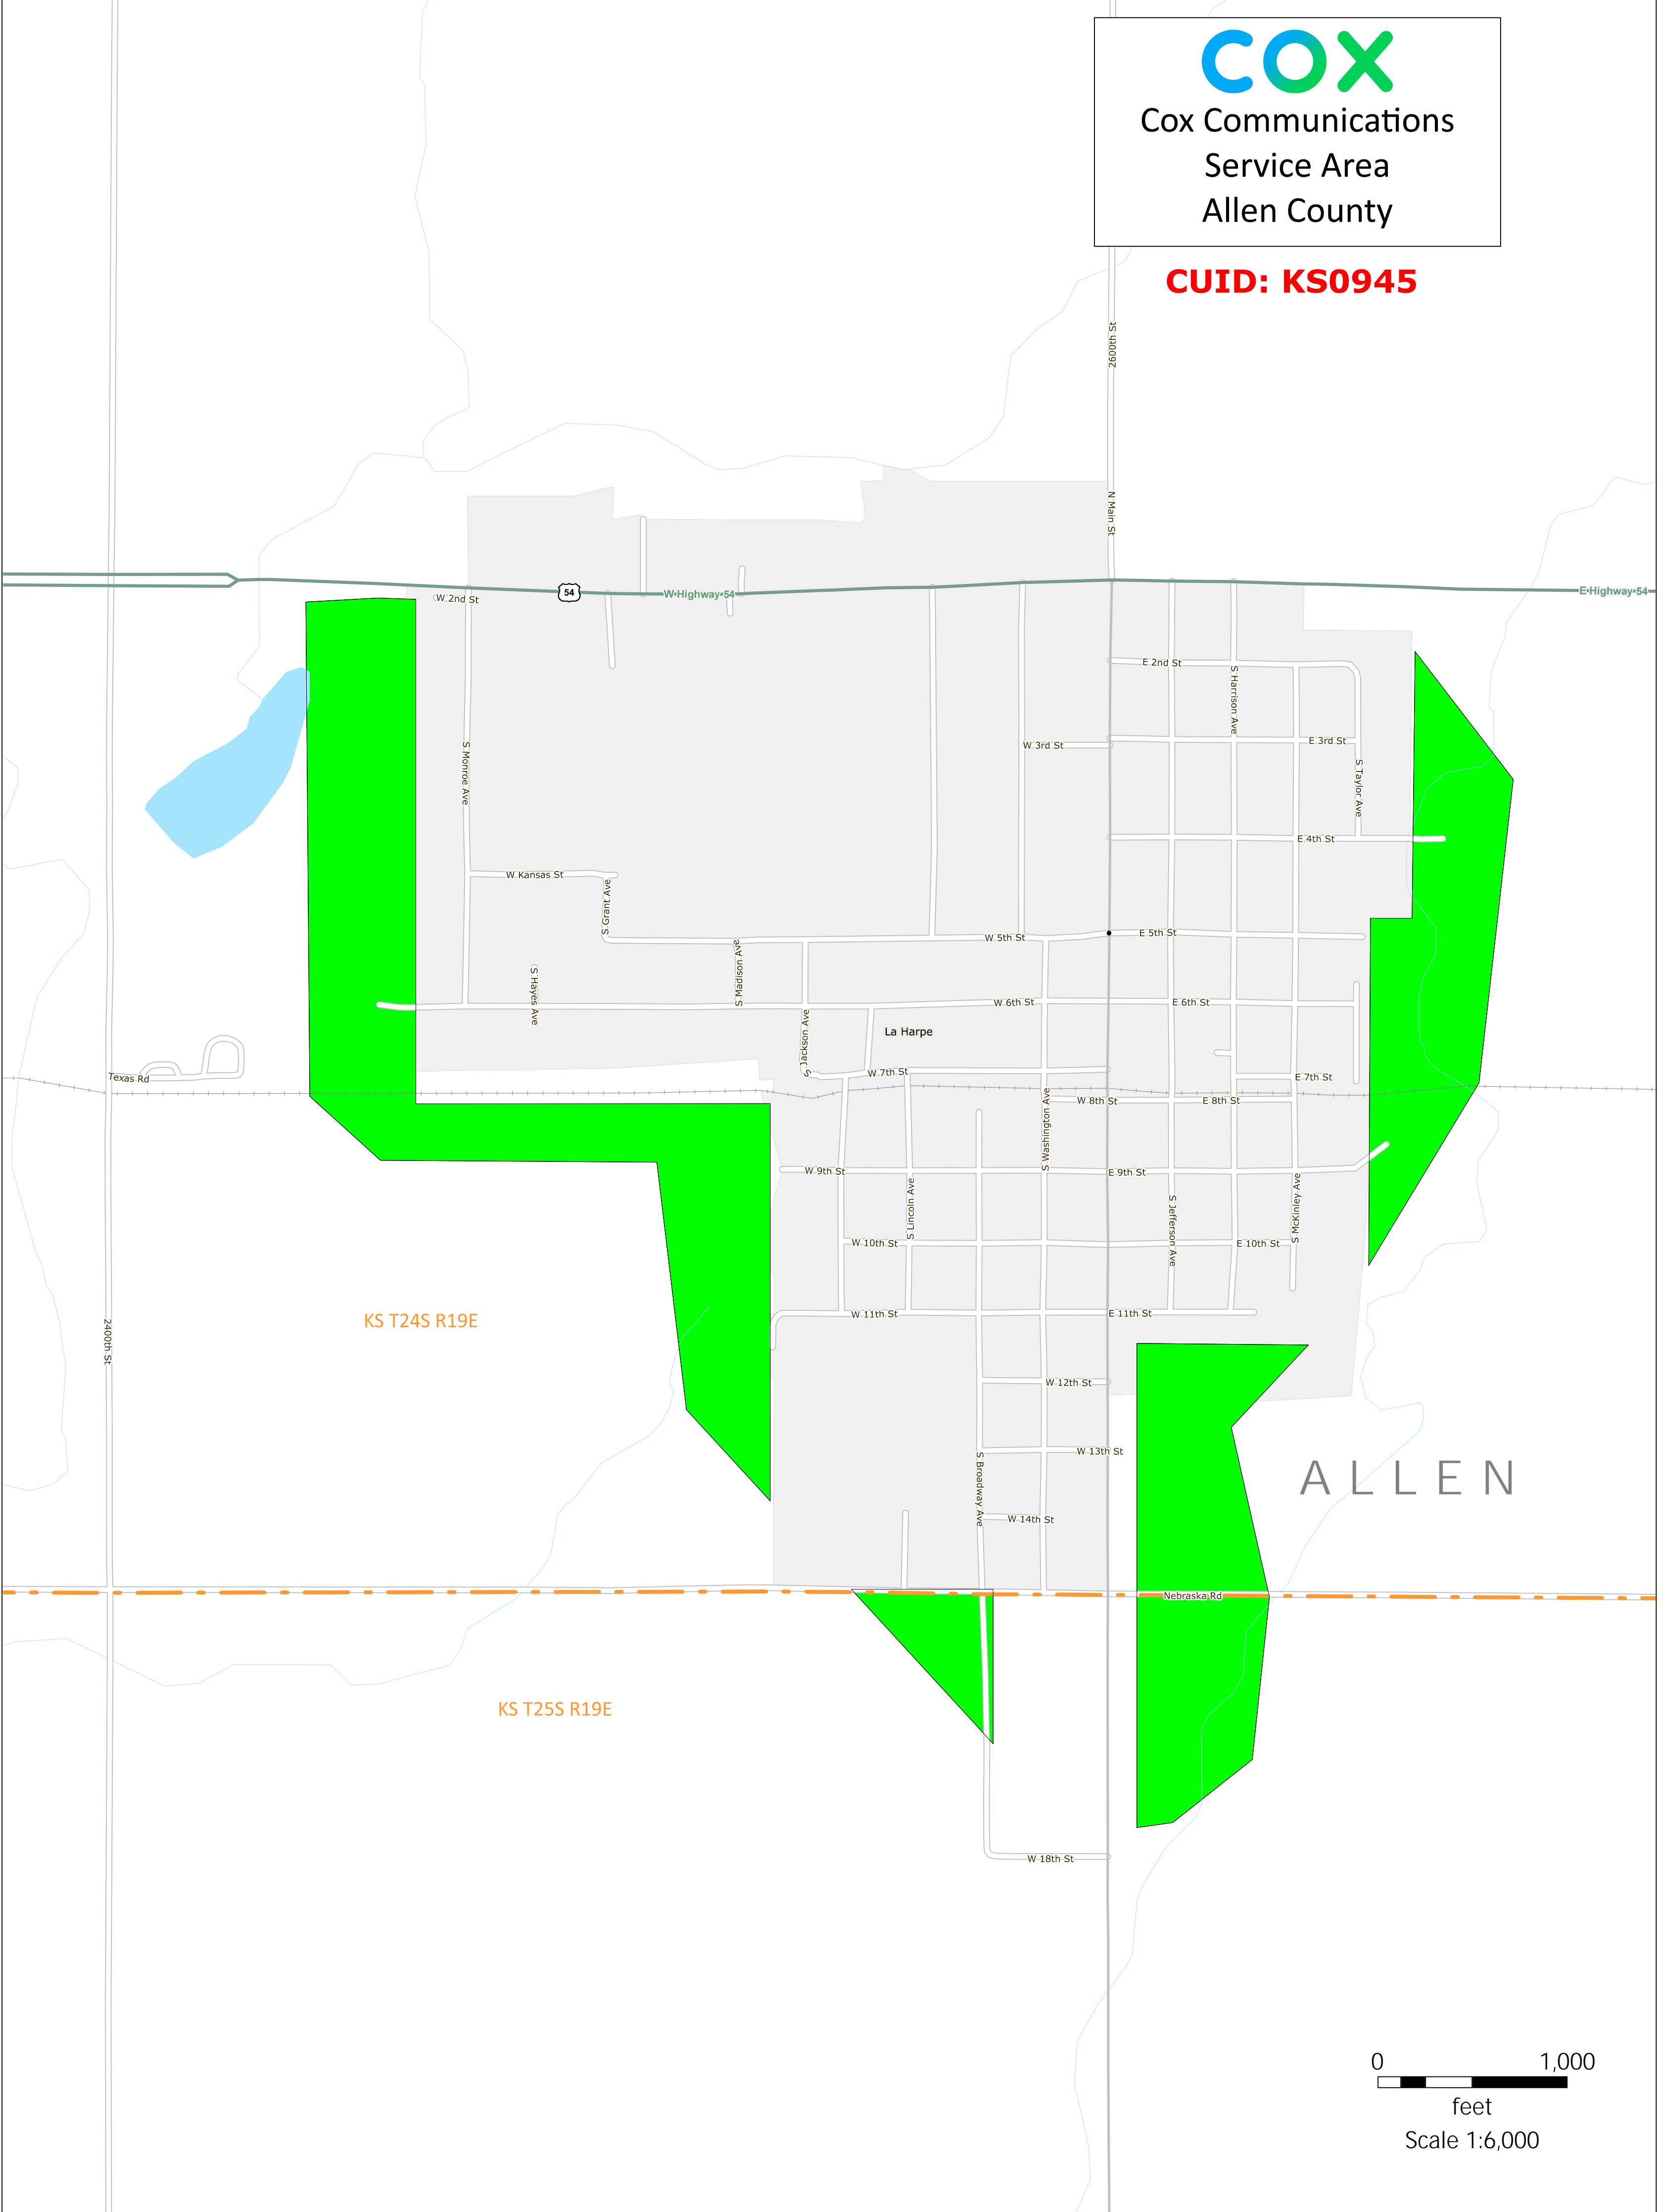 cox
Cox Communications
Service Area
Allen County
CUID: KS0945
2600th St
N Main St
54
W Highway 54
E Highway 54
W 2nd St
E 2nd St
S Harrison Ave
W 3rd St
E 3rd St
S Monroe Ave
S Taylor Ave
E 4th St
W Kansas St
S Grant Ave
W 5th St
E 5th St
S Madison Ave
S Hayes Ave
W 6th St
E 6th St
La Harpe
S Jackson Ave
W 7th St
E 7th St
Texas Rd
W 8th St
E 8th St
S Washington Ave
W 9th St
E 9th St
S Lincoln Ave
S Jefferson Ave
S McKinley Ave
W 10th St
E 10th St
W 11th St
E 11th St
KS T24S R19E
2400th St
W 12th St
W 13th St
S Broadway Ave
ALLEN
W 14th St
Nebraska Rd
KS T25S R19E
W 18th St
0 1,000
feet
Scale 1:6,000